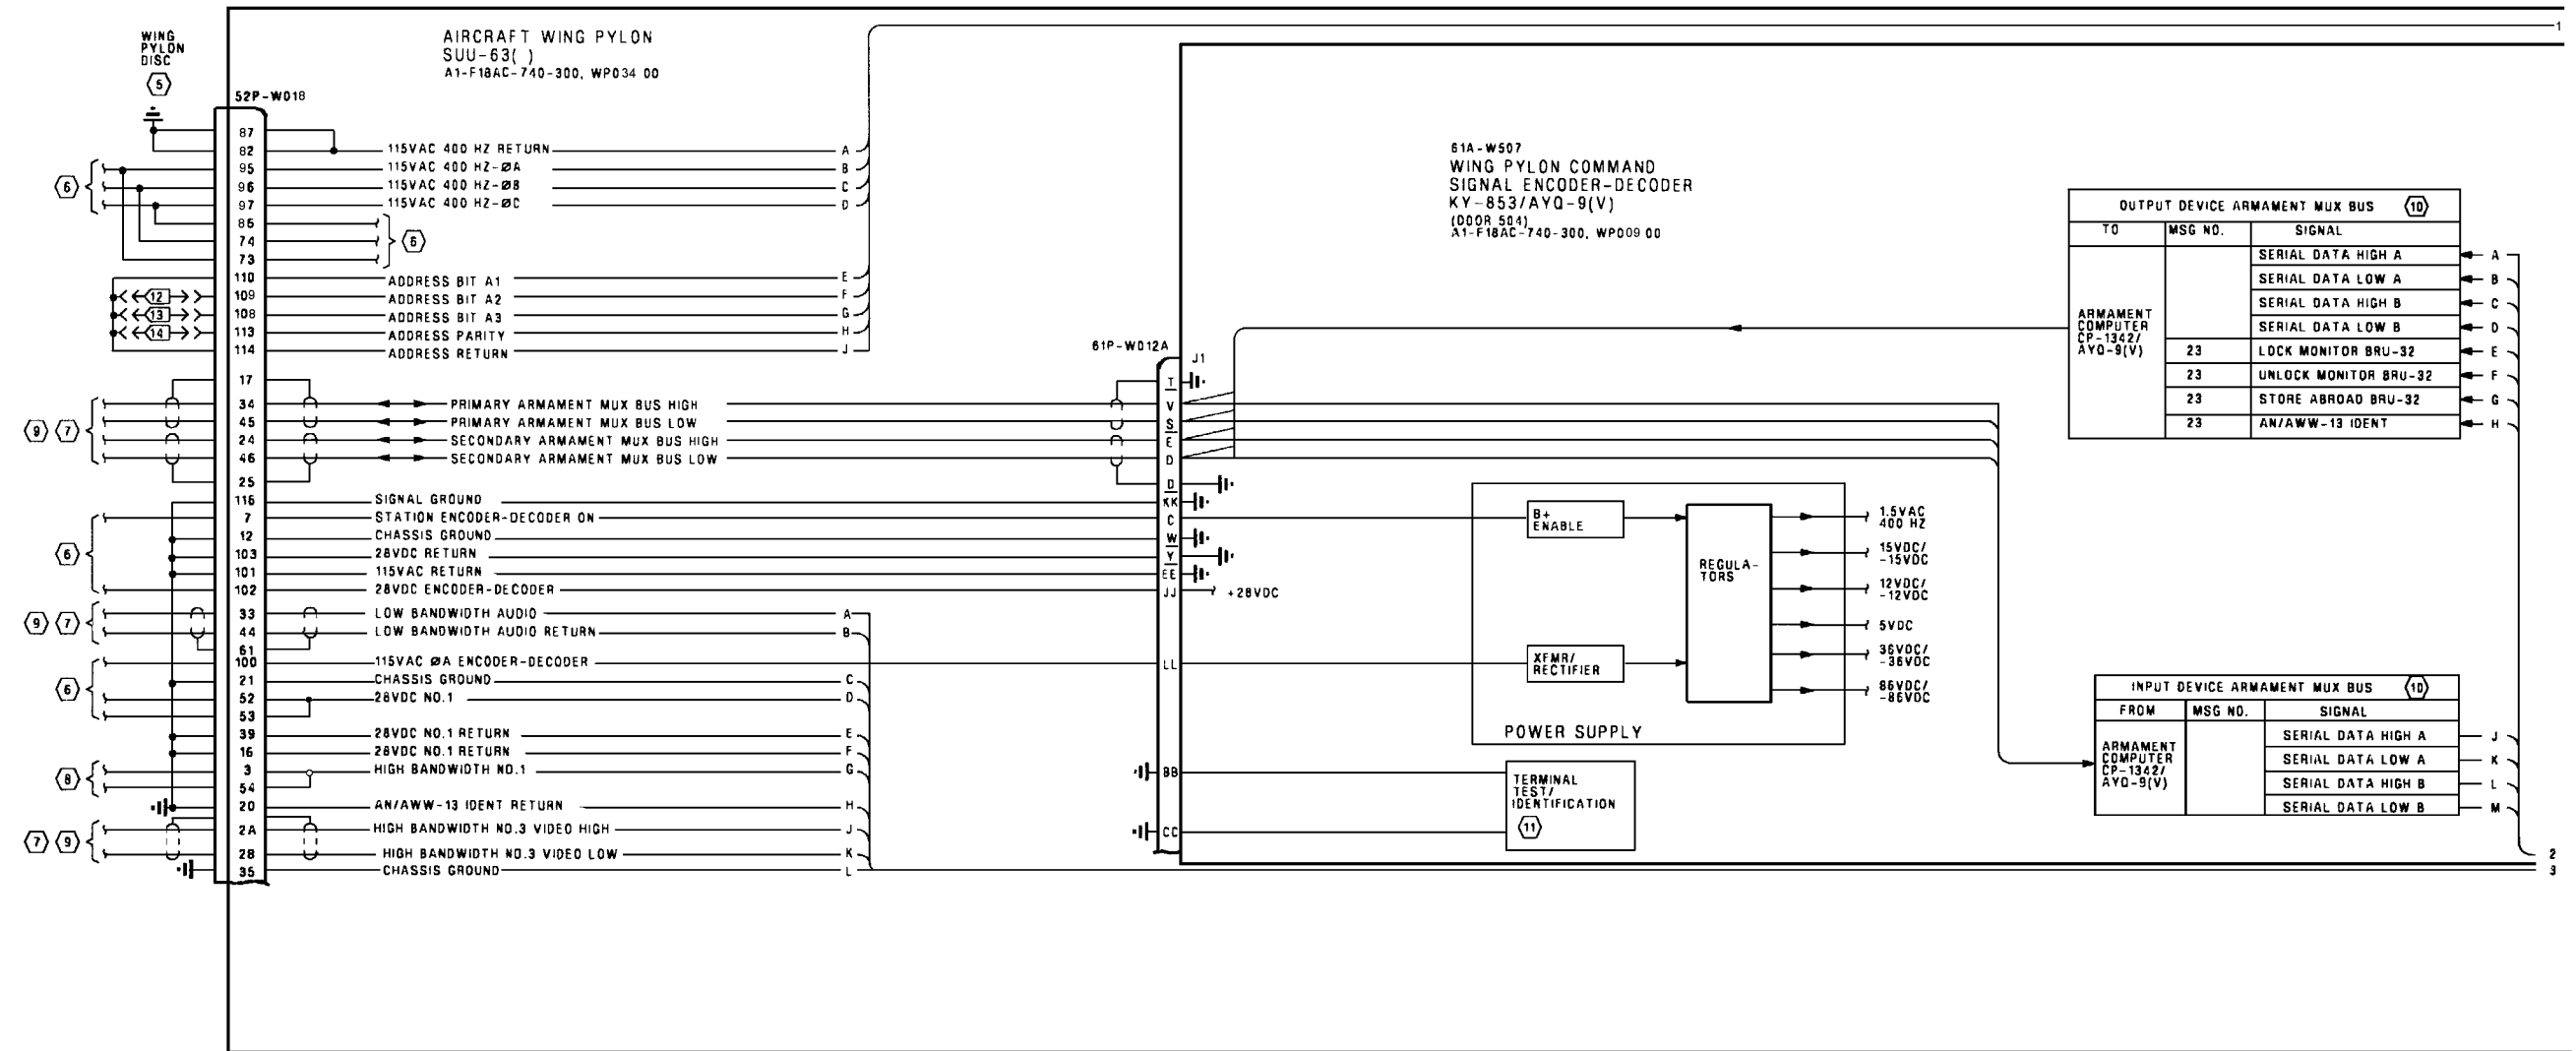 WING
PYLON
DISC
5
AIRCRAFT WING PYLON
SUU-63( )
A1-F18AC-740-300, WP034 00
1
52P-W018
87
82 115VAC 400 HZ RETURN A
95 115VAC 400 HZ-ØA B
6 96 115VAC 400 HZ-ØB C
97 115VAC 400 HZ-ØC D
85
74 6
73
110 ADDRESS BIT A1 E
12 109 ADDRESS BIT A2 F
13 108 ADDRESS BIT A3 G
14 113 ADDRESS PARITY H
114 ADDRESS RETURN J
17
34 PRIMARY ARMAMENT MUX BUS HIGH
9 7 45 PRIMARY ARMAMENT MUX BUS LOW
24 SECONDARY ARMAMENT MUX BUS HIGH
46 SECONDARY ARMAMENT MUX BUS LOW
25
115 SIGNAL GROUND
7 STATION ENCODER-DECODER ON
12 CHASSIS GROUND
6 103 28VDC RETURN
101 115VAC RETURN
102 28VDC ENCODER-DECODER
33 LOW BANDWIDTH AUDIO A
9 7 44 LOW BANDWIDTH AUDIO RETURN B
61
100 115VAC ØA ENCODER-DECODER
21 CHASSIS GROUND C
6 52 28VDC NO.1 D
53
39 28VDC NO.1 RETURN E
16 28VDC NO.1 RETURN F
8 3 HIGH BANDWIDTH NO.1 G
54
20 AN/AWW-13 IDENT RETURN H
7 9 2A HIGH BANDWIDTH NO.3 VIDEO HIGH J
2B HIGH BANDWIDTH NO.3 VIDEO LOW K
35 CHASSIS GROUND L
61P-W012A
J1
T
V
S
E
D
D
KK
C
W
Y
EE
JJ +28VDC
LL
BB
CC
61A-W507
WING PYLON COMMAND
SIGNAL ENCODER-DECODER
KY-853/AYQ-9(V)
(DOOR 504)
A1-F18AC-740-300, WP009 00
B+
ENABLE
XFMR/
RECTIFIER
REGULA-
TORS
1.5VAC
400 HZ
15VDC/
-15VDC
12VDC/
-12VDC
5VDC
36VDC/
-36VDC
86VDC/
-86VDC
POWER SUPPLY
TERMINAL
TEST/
IDENTIFICATION
11
OUTPUT DEVICE ARMAMENT MUX BUS 10
TO MSG NO. SIGNAL
ARMAMENT
COMPUTER
CP-1342/
AYQ-9(V)
SERIAL DATA HIGH A A
SERIAL DATA LOW A B
SERIAL DATA HIGH B C
SERIAL DATA LOW B D
23 LOCK MONITOR BRU-32 E
23 UNLOCK MONITOR BRU-32 F
23 STORE ABROAD BRU-32 G
23 AN/AWW-13 IDENT H
INPUT DEVICE ARMAMENT MUX BUS 10
FROM MSG NO. SIGNAL
ARMAMENT
COMPUTER
CP-1342/
AYQ-9(V)
SERIAL DATA HIGH A J
SERIAL DATA LOW A K
SERIAL DATA HIGH B L
SERIAL DATA LOW B M
2
3